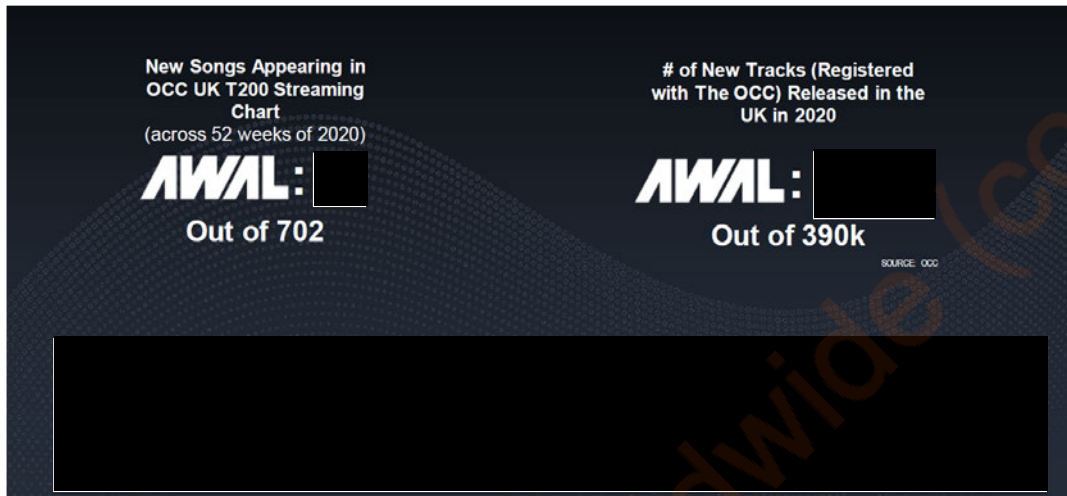 New Songs Appearing in
OCC UK T200 Streaming
Chart
(across 52 weeks of 2020)
AWAL:
Out of 702
# of New Tracks (Registered
with The OCC) Released in the
UK in 2020
AWAL:
Out of 390k
SOURCE: OCC